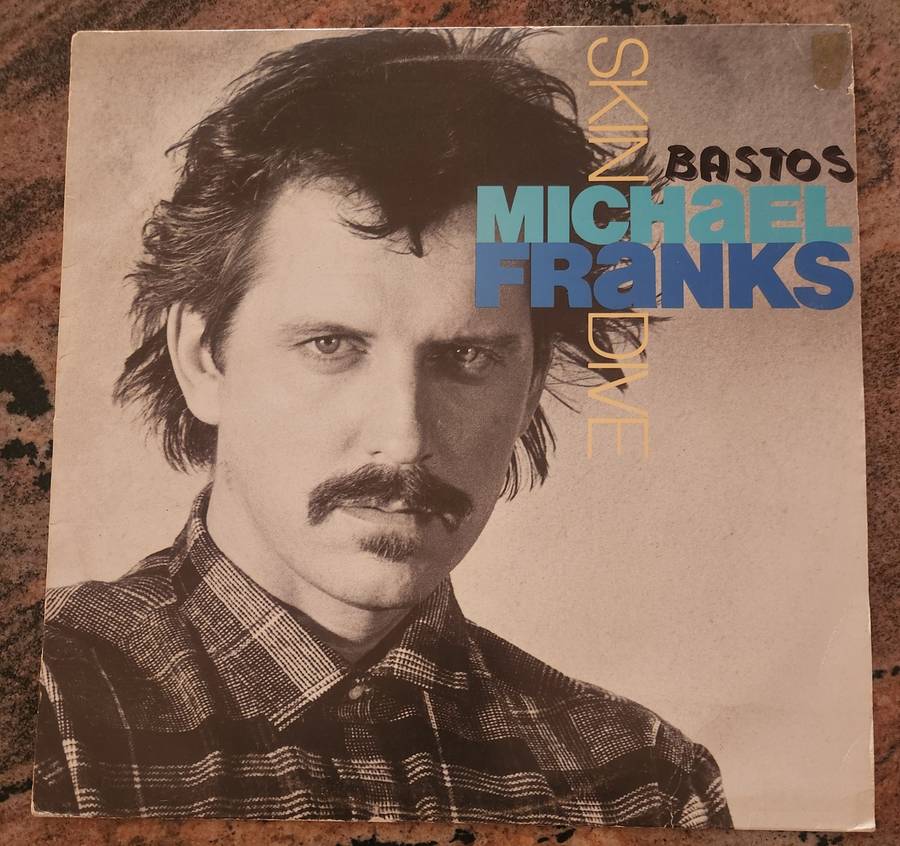 SKIN DIVE
BASTOS
MICHaEL
FRaNKS